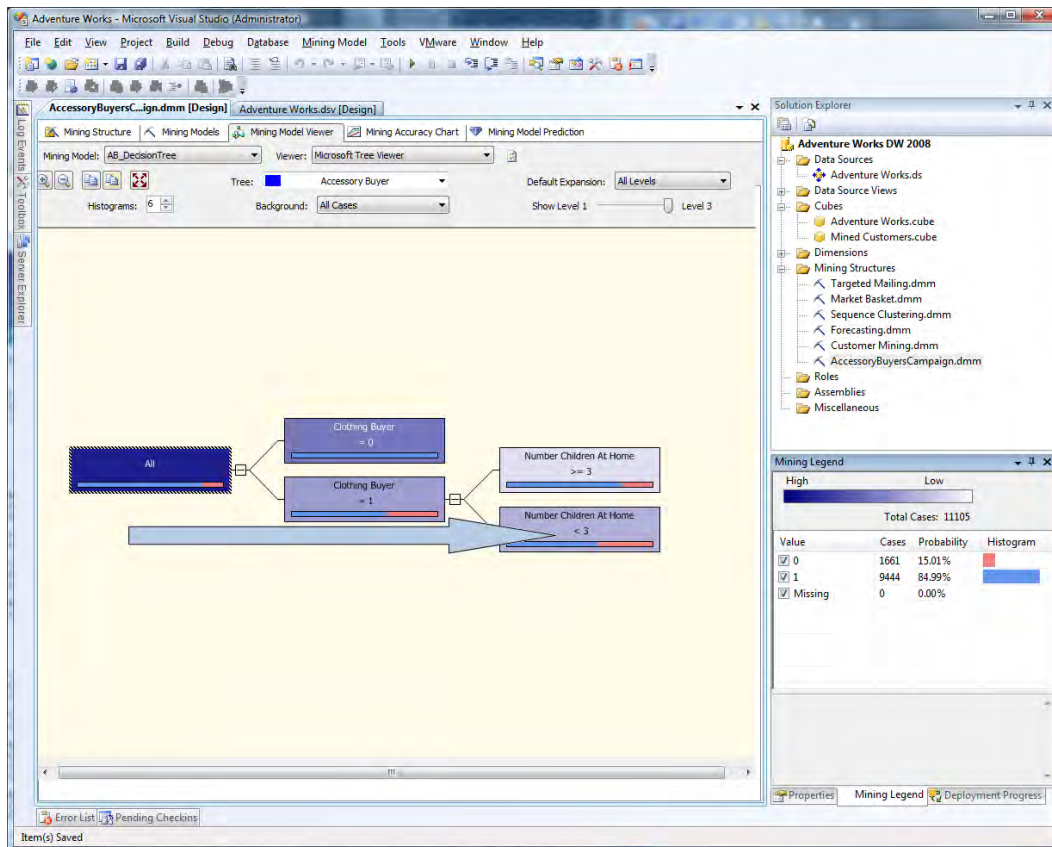 Adventure Works - Microsoft Visual Studio (Administrator)
File Edit View Project Build Debug Database Mining Model Tools VMware Window Help
AccessoryBuyersC...ign.dmm [Design] Adventure Works.dsv [Design]
Mining Structure Mining Models Mining Model Viewer Mining Accuracy Chart Mining Model Prediction
Mining Model: AB_DecisionTree Viewer: Microsoft Tree Viewer
Tree: Accessory Buyer Default Expansion: All Levels
Histograms: 6 Background: All Cases Show Level 1 Level 3
Log Events
Toolbox
Server Explorer
All
Clothing Buyer
= 0
Clothing Buyer
= 1
Number Children At Home
>= 3
Number Children At Home
< 3
Solution Explorer
Adventure Works DW 2008
Data Sources
Adventure Works.ds
Data Source Views
Cubes
Adventure Works.cube
Mined Customers.cube
Dimensions
Mining Structures
Targeted Mailing.dmm
Market Basket.dmm
Sequence Clustering.dmm
Forecasting.dmm
Customer Mining.dmm
AccessoryBuyersCampaign.dmm
Roles
Assemblies
Miscellaneous
Mining Legend
High Low
Total Cases: 11105
Value Cases Probability Histogram
0 1661 15.01%
1 9444 84.99%
Missing 0 0.00%
Properties Mining Legend Deployment Progress
Error List Pending Checkins
Item(s) Saved